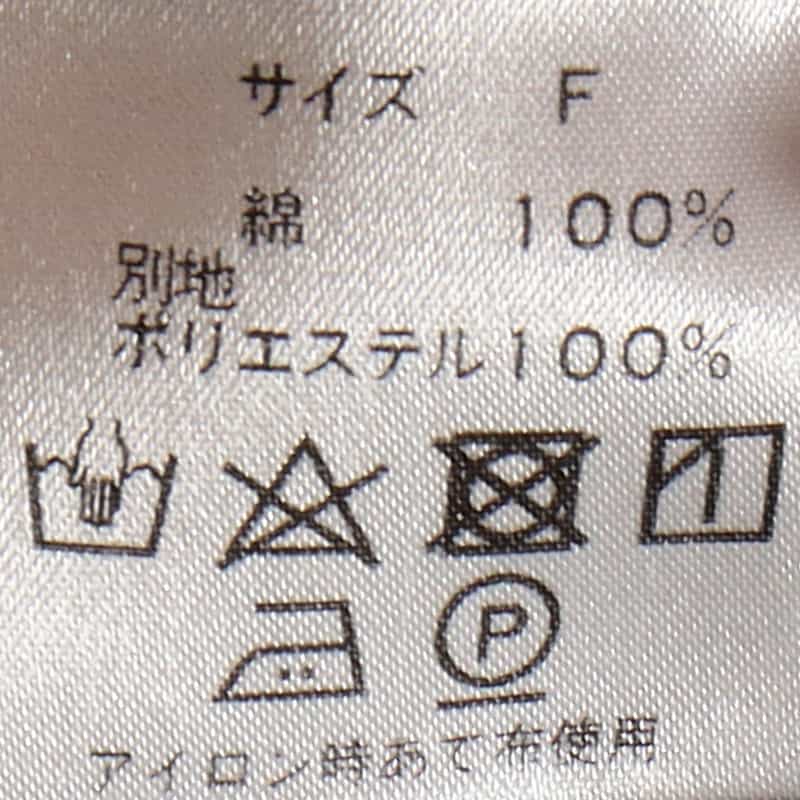 サイズ F
綿 100%
別地
ポリエステル100%
P
アイロン時あて布使用